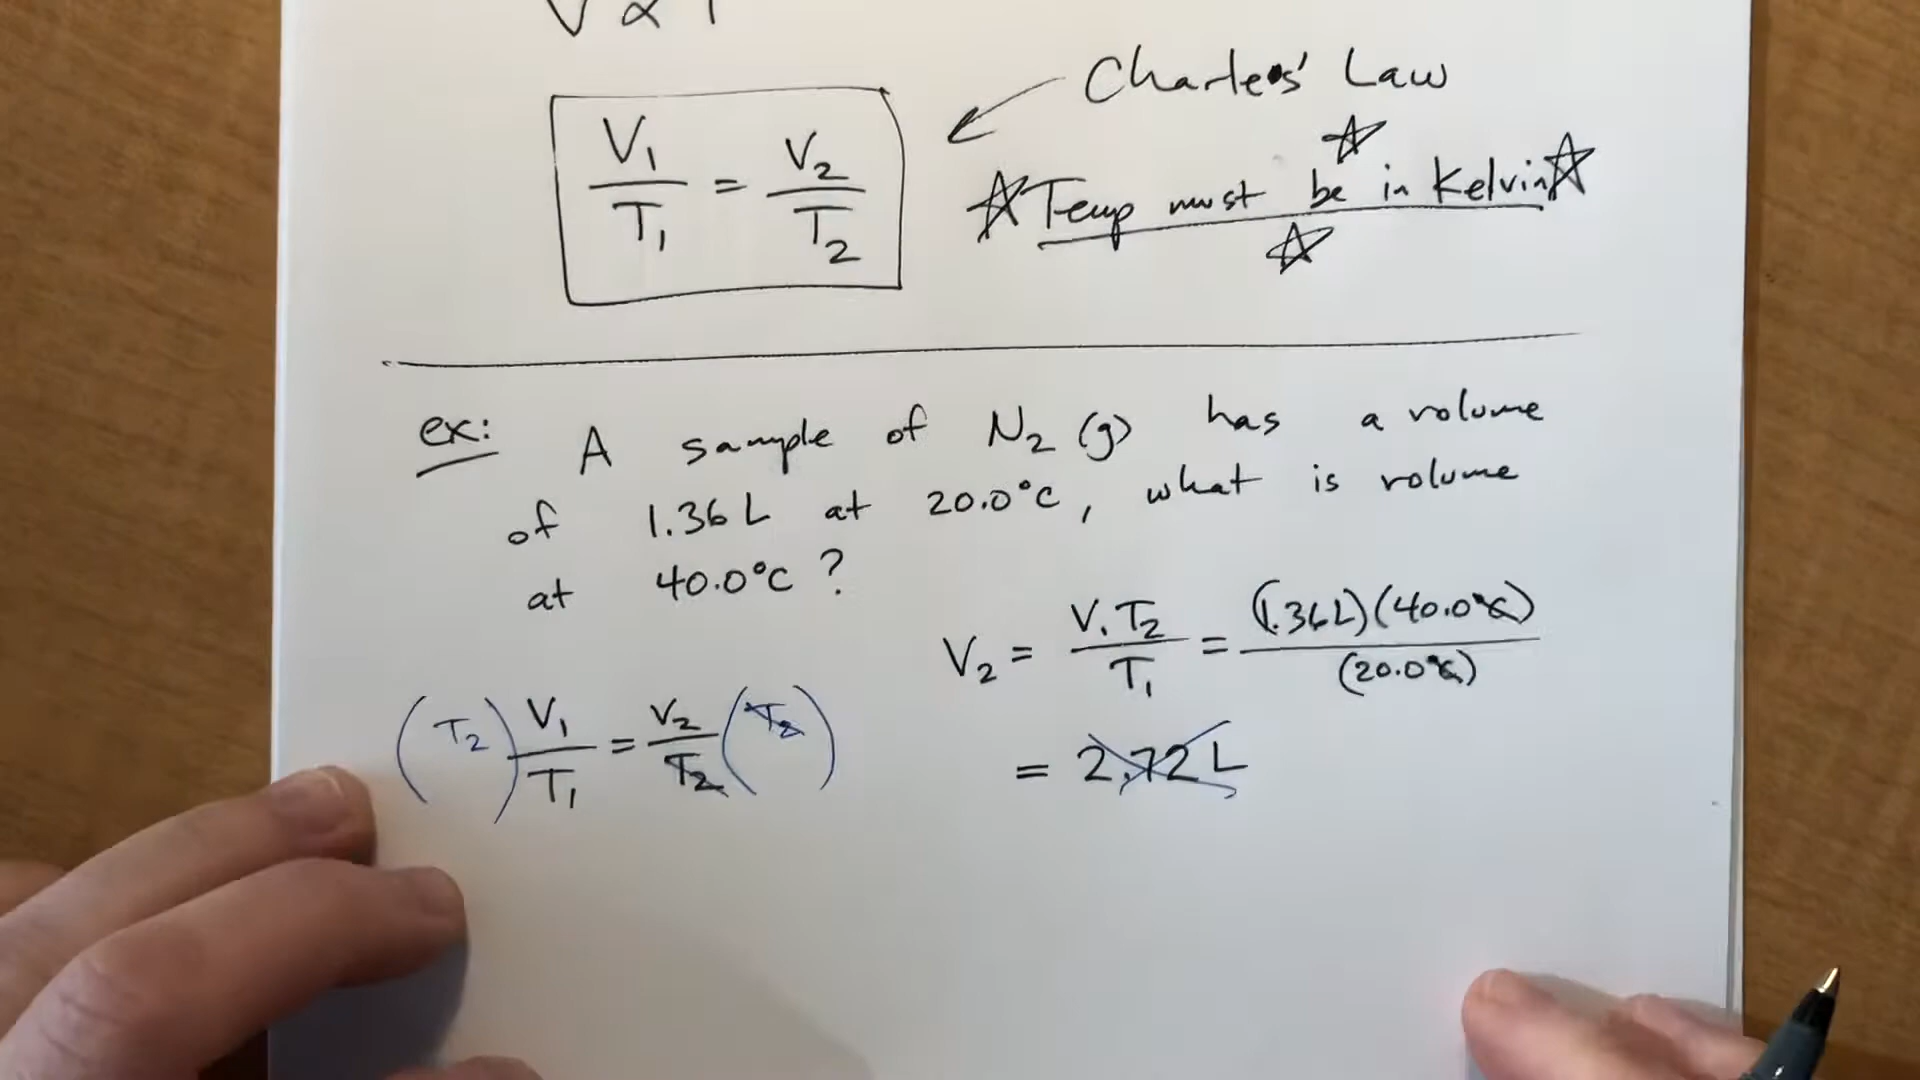 V ∝ T
V₁/T₁ = V₂/T₂
Charles' Law
☆Temp must be in Kelvin☆
ex: A sample of N₂ (g) has a volume
of 1.36 L at 20.0°C, what is volume
at 40.0°C ?
V₂ = V₁T₂/T₁ = (1.36L)(40.0°C)/(20.0°C)
(T₂) V₁/T₁ = V₂/T₂ (T₂)
= 2.72 L